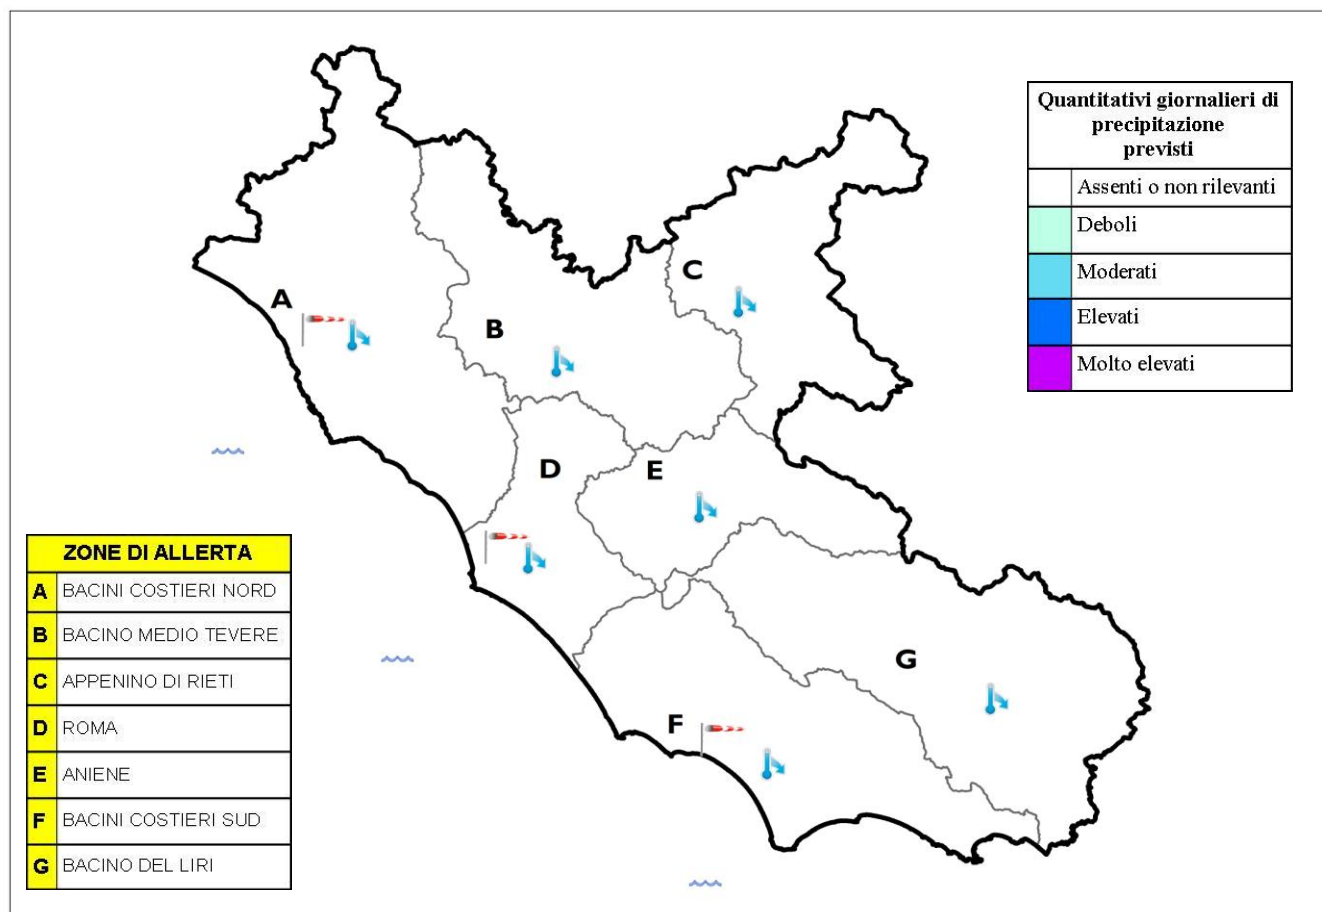 Quantitativi giornalieri di
precipitazione
previsti
Assenti o non rilevanti
Deboli
Moderati
Elevati
Molto elevati
A
B
C
D
E
F
G
ZONE DI ALLERTA
A BACINI COSTIERI NORD
B BACINO MEDIO TEVERE
C APPENINO DI RIETI
D ROMA
E ANIENE
F BACINI COSTIERI SUD
G BACINO DEL LIRI